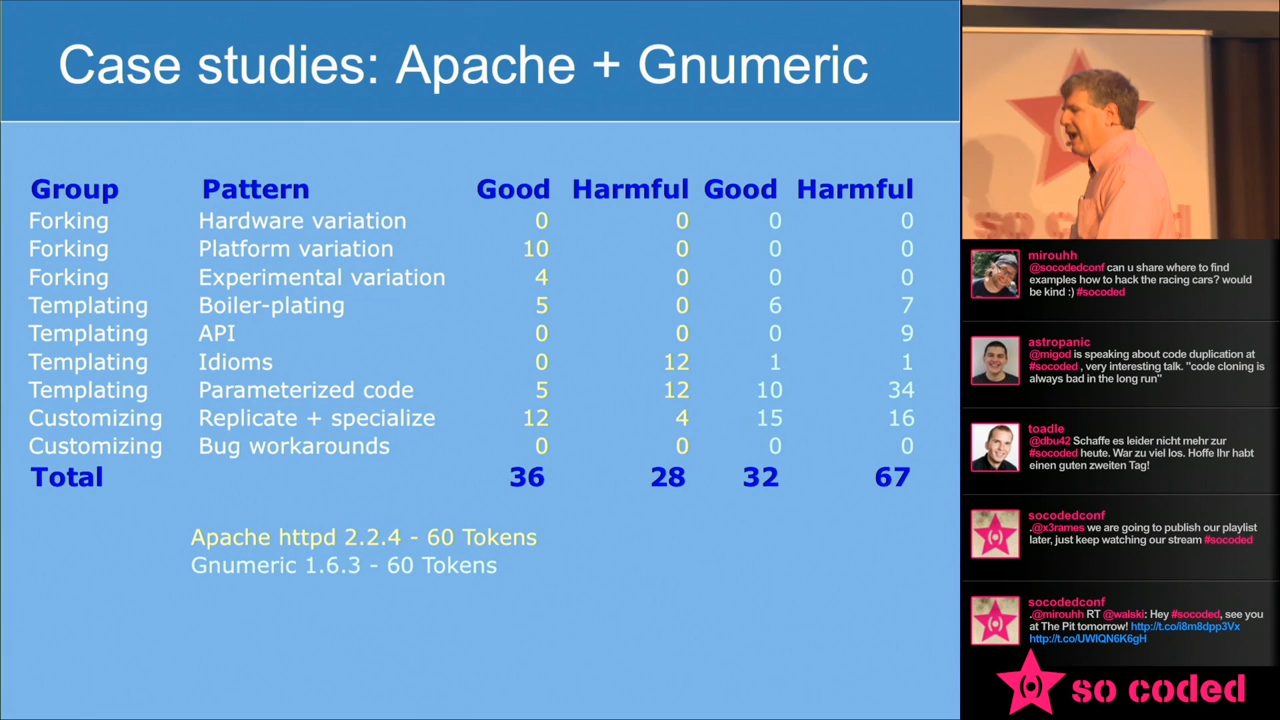 Case studies: Apache + Gnumeric
Group Pattern Good Harmful Good Harmful
Forking Hardware variation 0 0 0 0
Forking Platform variation 10 0 0 0
Forking Experimental variation 4 0 0 0
Templating Boiler-plating 5 0 6 7
Templating API 0 0 0 9
Templating Idioms 0 12 1 1
Templating Parameterized code 5 12 10 34
Customizing Replicate + specialize 12 4 15 16
Customizing Bug workarounds 0 0 0 0
Total 36 28 32 67
Apache httpd 2.2.4 - 60 Tokens
Gnumeric 1.6.3 - 60 Tokens
mirouhh
@socodedconf can u share where to find
examples how to hack the racing cars? would
be kind :) #socoded
astropanic
@migod is speaking about code duplication at
#socoded , very interesting talk. "code cloning is
always bad in the long run"
toadle
@dbu42 Schaffe es leider nicht mehr zur
#socoded heute. War zu viel los. Hoffe Ihr habt
einen guten zweiten Tag!
socodedconf
.@x3rames we are going to publish our playlist
later, just keep watching our stream #socoded
socodedconf
.@mirouhh RT @walski: Hey #socoded, see you
at The Pit tomorrow! http://t.co/i8m8dpp3Vx
http://t.co/UWIQN6K6gH
so coded